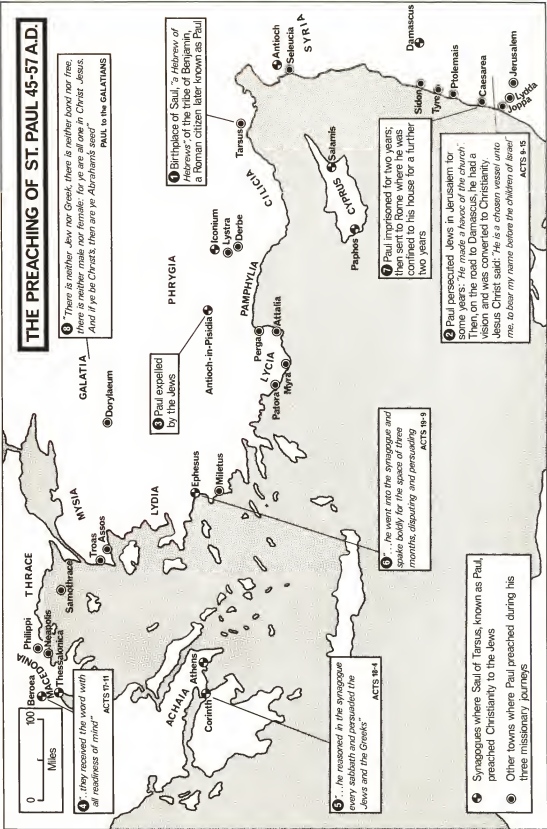 THE PREACHING OF ST. PAUL 45-57 A.D.
8 "There is neither Jew nor Greek, there is neither bond nor free,
there is neither male nor female: for ye are all one in Christ Jesus.
And if ye be Christ's, then are ye Abraham's seed"
PAUL to the GALATIANS
1 Birthplace of Saul, "a Hebrew of
Hebrews", of the tribe of Benjamin,
a Roman citizen later known as Paul
3 Paul expelled
by the Jews
7 Paul imprisoned for two years;
then sent to Rome where he was
confined to his house for a further
two years
2 Paul persecuted Jews in Jerusalem for
some years: "He made a havoc of the church".
Then, on the road to Damascus, he had a
vision and was converted to Christianity.
Jesus Christ said: "He is a chosen vessel unto
me, to bear my name before the children of Israel"
ACTS 9-15
6 "...he went into the synagogue and
spake boldly for the space of three
months, disputing and persuading
ACTS 19-9
4 "..they received the word with
all readiness of mind"
ACTS 17-11
5 "...he reasoned in the synagogue
every sabbath and persuaded the
Jews and the Greeks"
ACTS 18-4
Synagogues where Saul of Tarsus, known as Paul,
preached Christianity to the Jews
Other towns where Paul preached during his
three missionary journeys
0 100
Miles
THRACE
MACEDONIA
Philippi
Beroea
Neapolis
Thessalonica
Samothrace
MYSIA
Troas
Assos
LYDIA
Ephesus
Miletus
ACHAIA
Athens
Corinth
GALATIA
Dorylaeum
PHRYGIA
Antioch-in-Pisidia
Iconium
Lystra
Derbe
PAMPHYLIA
Perga
Attalia
LYCIA
Patora
Myra
CILICIA
Tarsus
Antioch
Seleucia
SYRIA
CYPRUS
Salamis
Paphos
Damascus
Sidon
Tyre
Ptolemais
Caesarea
Jerusalem
Lydda
Joppa